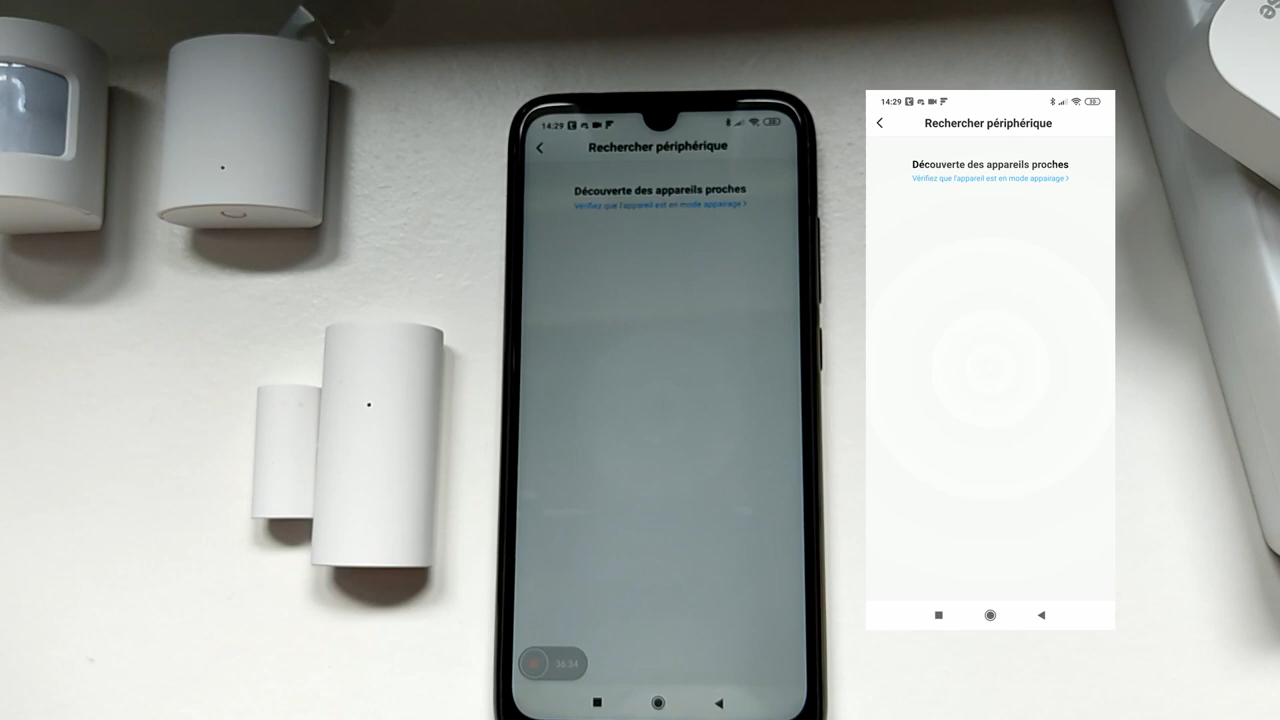 14:29
Rechercher périphérique
Découverte des appareils proches
Vérifiez que l'appareil est en mode appairage
36:34
14:29
Rechercher périphérique
Découverte des appareils proches
Vérifiez que l'appareil est en mode appairage